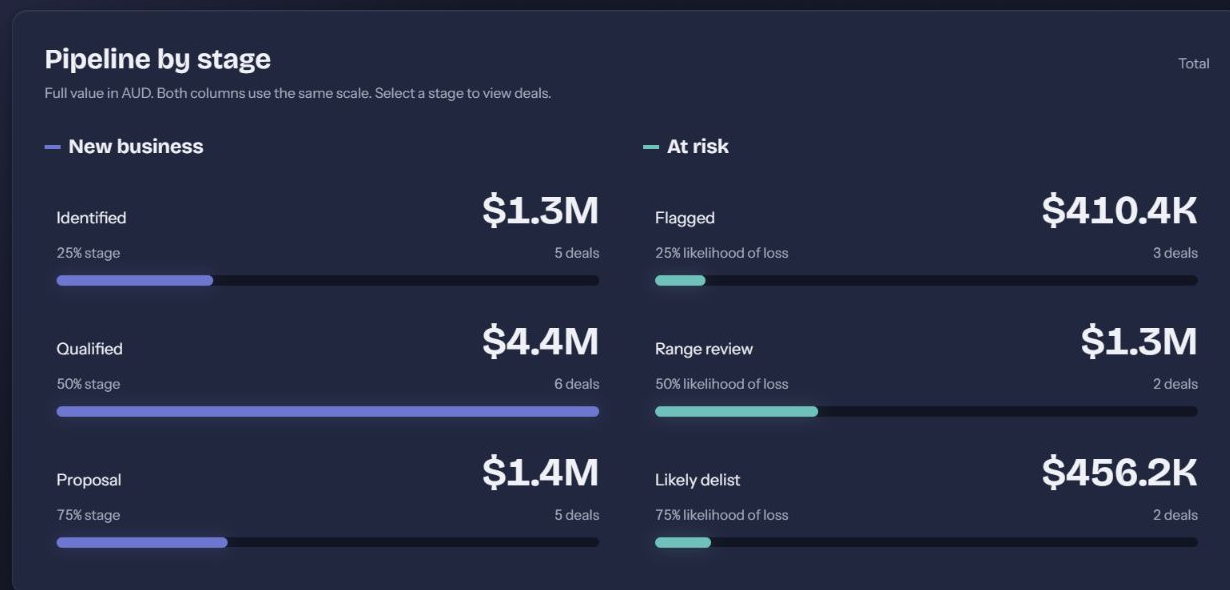 Pipeline by stage
Total
Full value in AUD. Both columns use the same scale. Select a stage to view deals.
New business
Identified
$1.3M
25% stage
5 deals
Qualified
$4.4M
50% stage
6 deals
Proposal
$1.4M
75% stage
5 deals
At risk
Flagged
$410.4K
25% likelihood of loss
3 deals
Range review
$1.3M
50% likelihood of loss
2 deals
Likely delist
$456.2K
75% likelihood of loss
2 deals